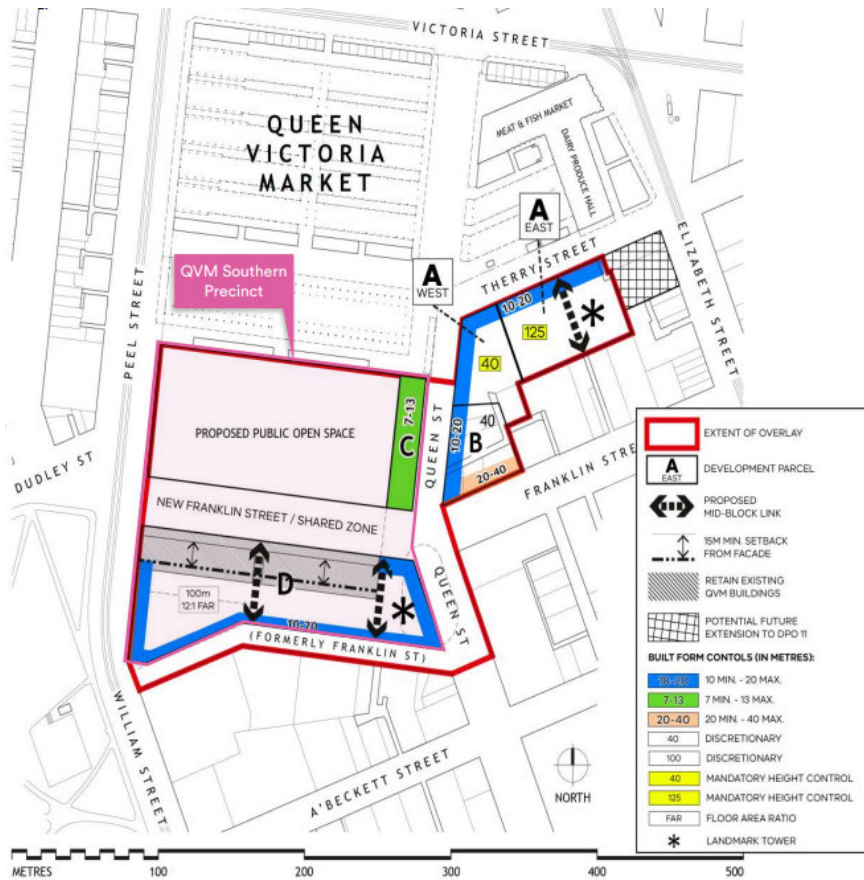 VICTORIA STREET
QUEEN
VICTORIA
MARKET
MEAT & FISH MARKET
DAIRY PRODUCE HALL
A
EAST
THERRY STREET
ELIZABETH STREET
QVM Southern
Precinct
A
WEST
PEEL STREET
10-20
125
40
PROPOSED PUBLIC OPEN SPACE
7-13
C
QUEEN ST
10-20
40
B
20-40
FRANKLIN STRE
DUDLEY ST
NEW FRANKLIN STREET / SHARED ZONE
D
100m
12:1 FAR
10-20
(FORMERLY FRANKLIN ST)
QUEEN ST
WILLIAM STREET
A'BECKETT STREET
NORTH
EXTENT OF OVERLAY
A
EAST
DEVELOPMENT PARCEL
PROPOSED
MID-BLOCK LINK
15M MIN. SETBACK
FROM FACADE
RETAIN EXISTING
QVM BUILDINGS
POTENTIAL FUTURE
EXTENSION TO DPO 11
BUILT FORM CONTOLS (IN METRES):
10-20 10 MIN. - 20 MAX.
7-13 7 MIN. - 13 MAX.
20-40 20 MIN. - 40 MAX.
40 DISCRETIONARY
100 DISCRETIONARY
40 MANDATORY HEIGHT CONTROL
125 MANDATORY HEIGHT CONTROL
FAR FLOOR AREA RATIO
LANDMARK TOWER
METRES 100 200 300 400 500